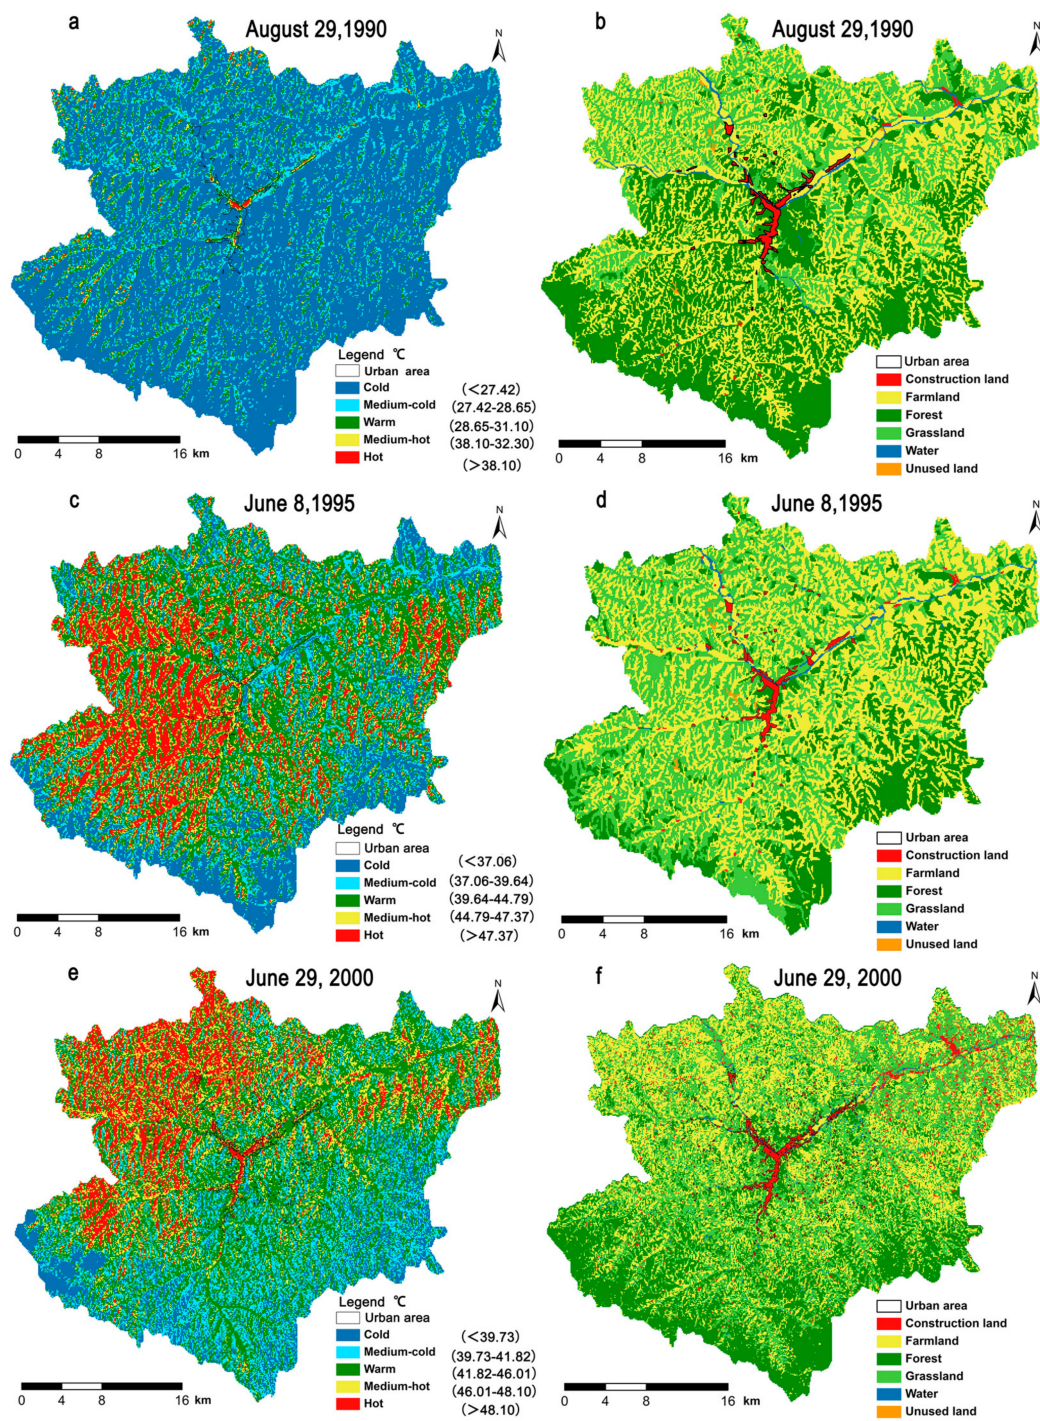 a
August 29,1990
N
Legend ℃
Urban area
Cold (<27.42)
Medium-cold (27.42-28.65)
Warm (28.65-31.10)
Medium-hot (38.10-32.30)
Hot (>38.10)
0 4 8 16 km
b
August 29,1990
N
Urban area
Construction land
Farmland
Forest
Grassland
Water
Unused land
0 4 8 16 km
c
June 8,1995
N
Legend ℃
Urban area
Cold (<37.06)
Medium-cold (37.06-39.64)
Warm (39.64-44.79)
Medium-hot (44.79-47.37)
Hot (>47.37)
0 4 8 16 km
d
June 8,1995
N
Urban area
Construction land
Farmland
Forest
Grassland
Water
Unused land
0 4 8 16 km
e
June 29, 2000
N
Legend ℃
Urban area
Cold (<39.73)
Medium-cold (39.73-41.82)
Warm (41.82-46.01)
Medium-hot (46.01-48.10)
Hot (>48.10)
0 4 8 16 km
f
June 29, 2000
N
Urban area
Construction land
Farmland
Forest
Grassland
Water
Unused land
0 4 8 16 km